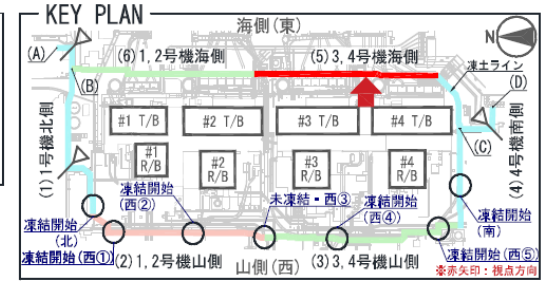 KEY PLAN
海側(東)
N
(A)
(6)1,2号機海側
(5)3,4号機海側
凍土ライン
(D)
(B)
(1)1号機北側
#1 T/B
#2 T/B
#3 T/B
#4 T/B
(C)
(4)4号機南側
#1
R/B
#2
R/B
#3
R/B
#4
R/B
凍結開始
(西②)
未凍結・西③
凍結開始
(西④)
凍結開始
(南)
凍結開始
(北)
凍結開始(西①)
(2)1,2号機山側
山側(西)
(3)3,4号機山側
凍結開始(西⑤)
※赤矢印:視点方向